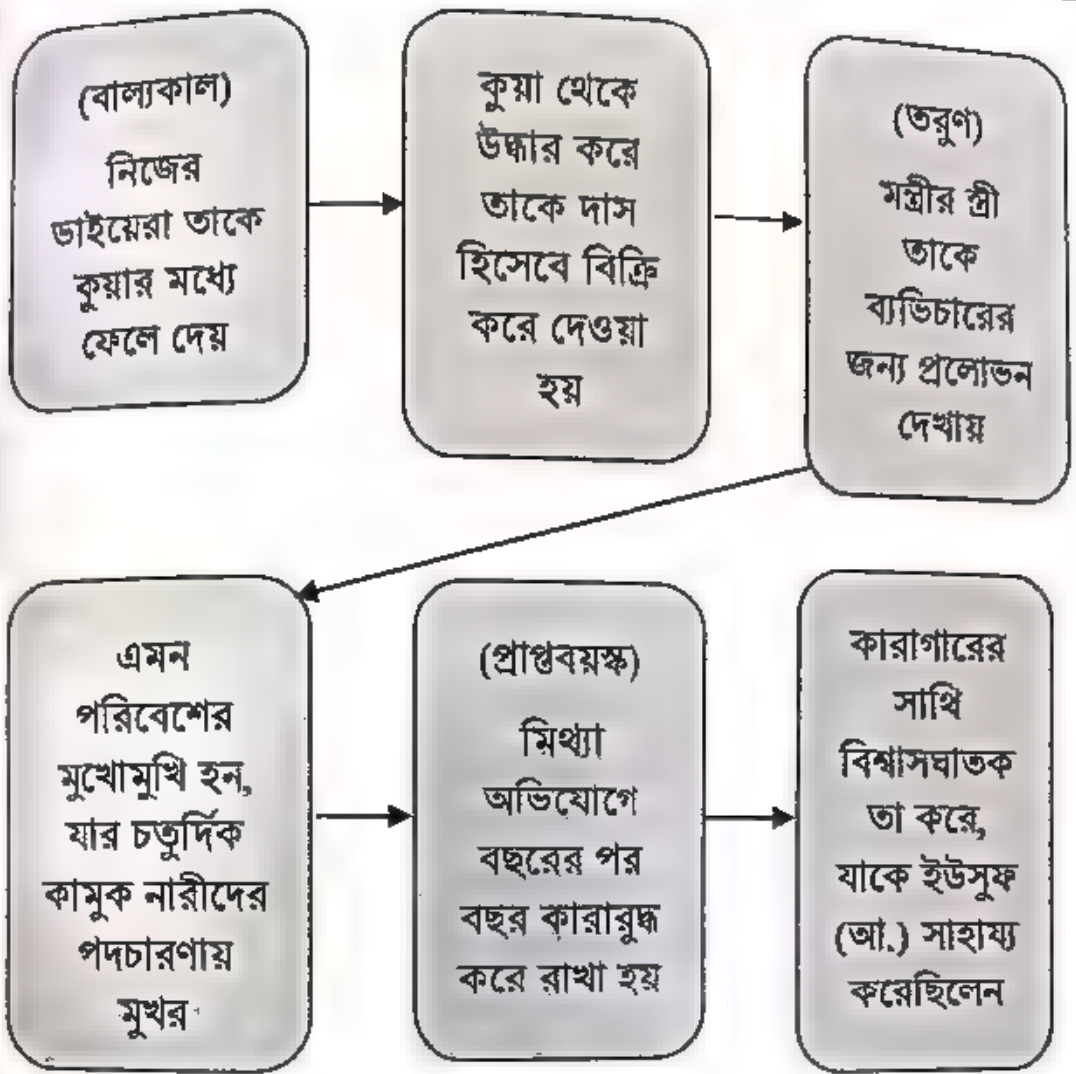 (বাল্যকাল)
নিজের
ভাইয়েরা তাকে
কুয়ার মধ্যে
ফেলে দেয়
কুয়া থেকে
উদ্ধার করে
তাকে দাস
হিসেবে বিক্রি
করে দেওয়া
হয়
(তরুণ)
মন্ত্রীর স্ত্রী
তাকে
ব্যভিচারের
জন্য প্রলোভন
দেখায়
এমন
পরিবেশের
মুখোমুখি হন,
যার চতুর্দিক
কামুক নারীদের
পদচারণায়
মুখর
(প্রাপ্তবয়স্ক)
মিথ্যা
অভিযোগে
বছরের পর
বছর কারারুদ্ধ
করে রাখা হয়
কারাগারের
সাথি
বিশ্বাসঘাতক
তা করে,
যাকে ইউসুফ
(আ.) সাহায্য
করেছিলেন